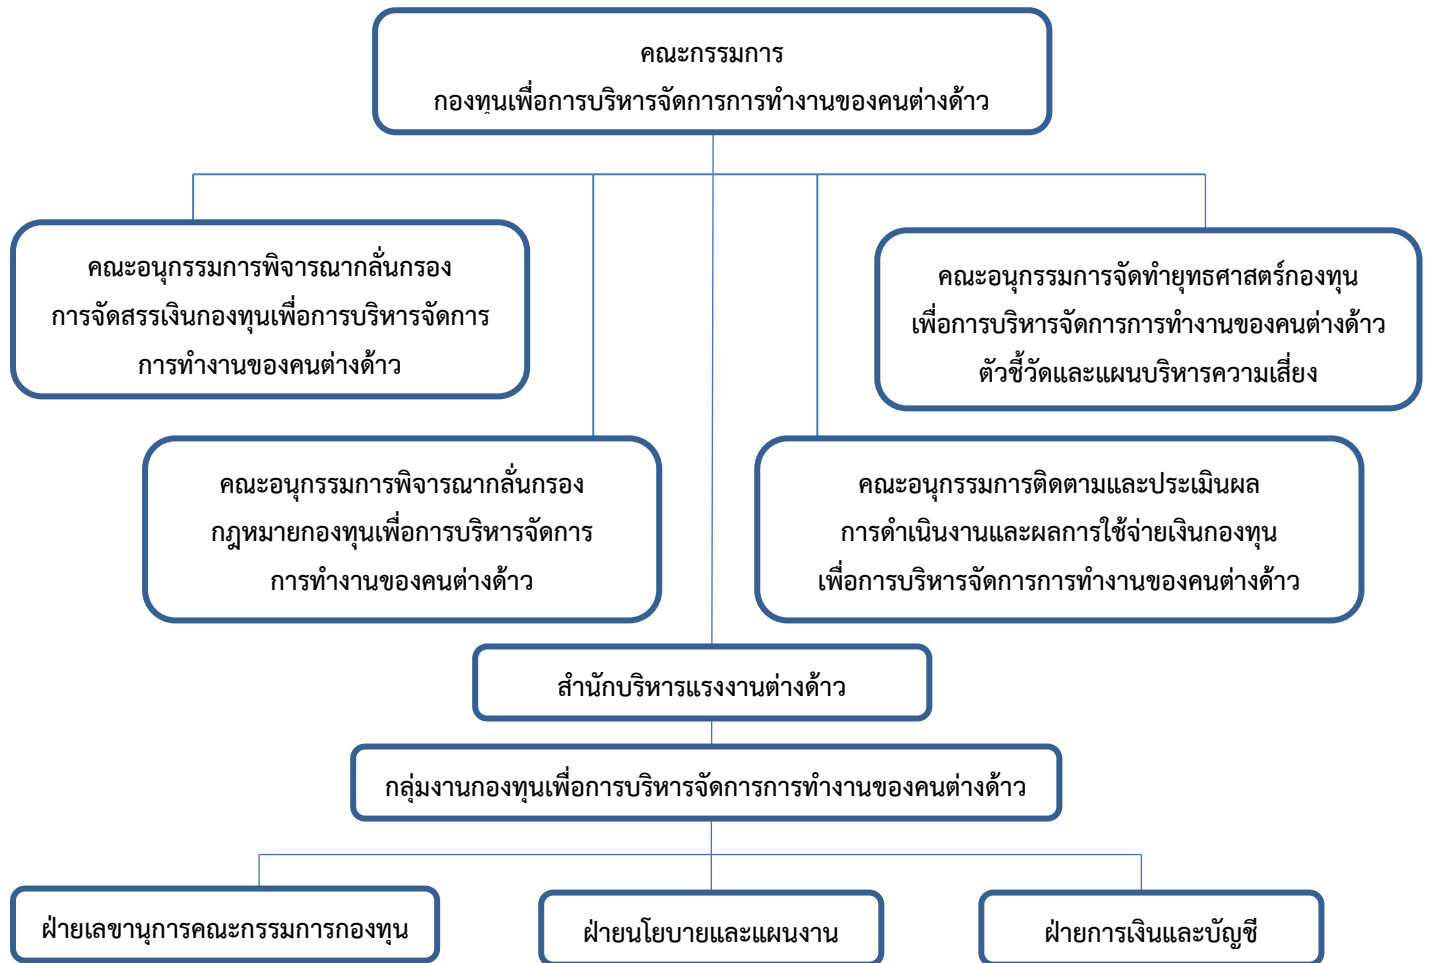 คณะกรรมการ
กองทุนเพื่อการบริหารจัดการการทำงานของคนต่างด้าว
คณะอนุกรรมการพิจารณากลั่นกรอง
การจัดสรรเงินกองทุนเพื่อการบริหารจัดการ
การทำงานของคนต่างด้าว
คณะอนุกรรมการจัดทำยุทธศาสตร์กองทุน
เพื่อการบริหารจัดการการทำงานของคนต่างด้าว
ตัวชี้วัดและแผนบริหารความเสี่ยง
คณะอนุกรรมการพิจารณากลั่นกรอง
กฎหมายกองทุนเพื่อการบริหารจัดการ
การทำงานของคนต่างด้าว
คณะอนุกรรมการติดตามและประเมินผล
การดำเนินงานและผลการใช้จ่ายเงินกองทุน
เพื่อการบริหารจัดการการทำงานของคนต่างด้าว
สำนักบริหารแรงงานต่างด้าว
กลุ่มงานกองทุนเพื่อการบริหารจัดการการทำงานของคนต่างด้าว
ฝ่ายเลขานุการคณะกรรมการกองทุน
ฝ่ายนโยบายและแผนงาน
ฝ่ายการเงินและบัญชี